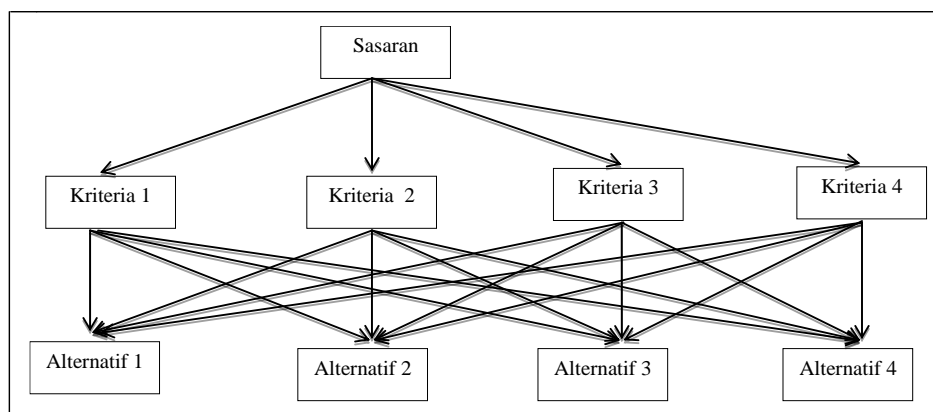 Sasaran
Kriteria 1
Kriteria 2
Kriteria 3
Kriteria 4
Alternatif 1
Alternatif 2
Alternatif 3
Alternatif 4